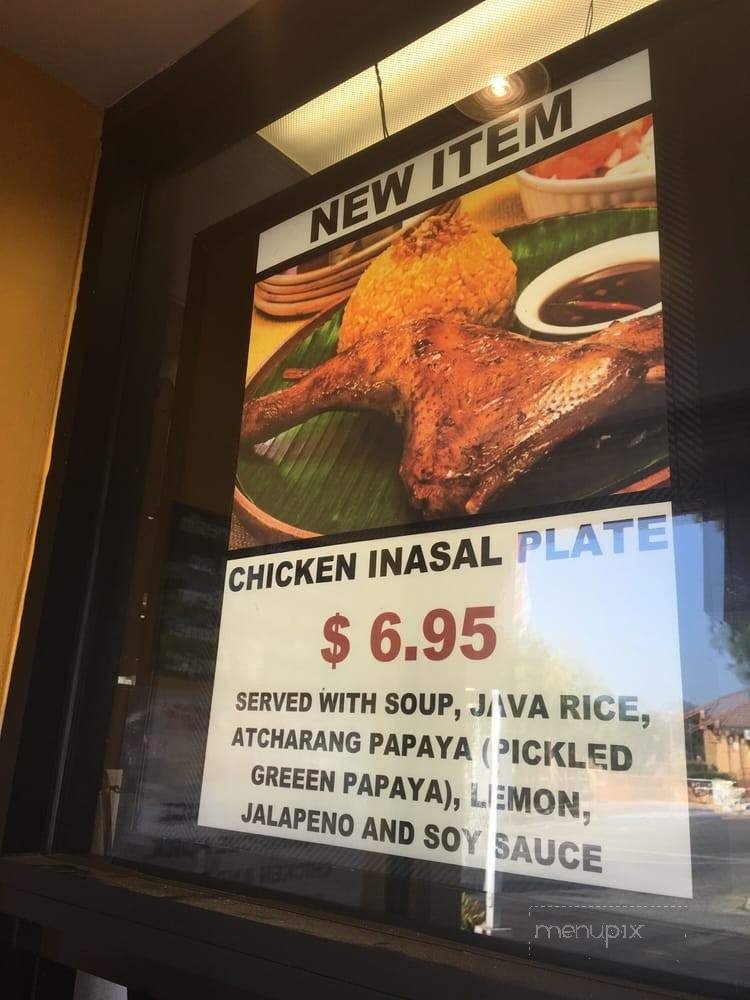 NEW ITEM
CHICKEN INASAL PLATE
$ 6.95
SERVED WITH SOUP, JAVA RICE,
ATCHARANG PAPAYA (PICKLED
GREEEN PAPAYA), LEMON,
JALAPENO AND SOY SAUCE
menupix